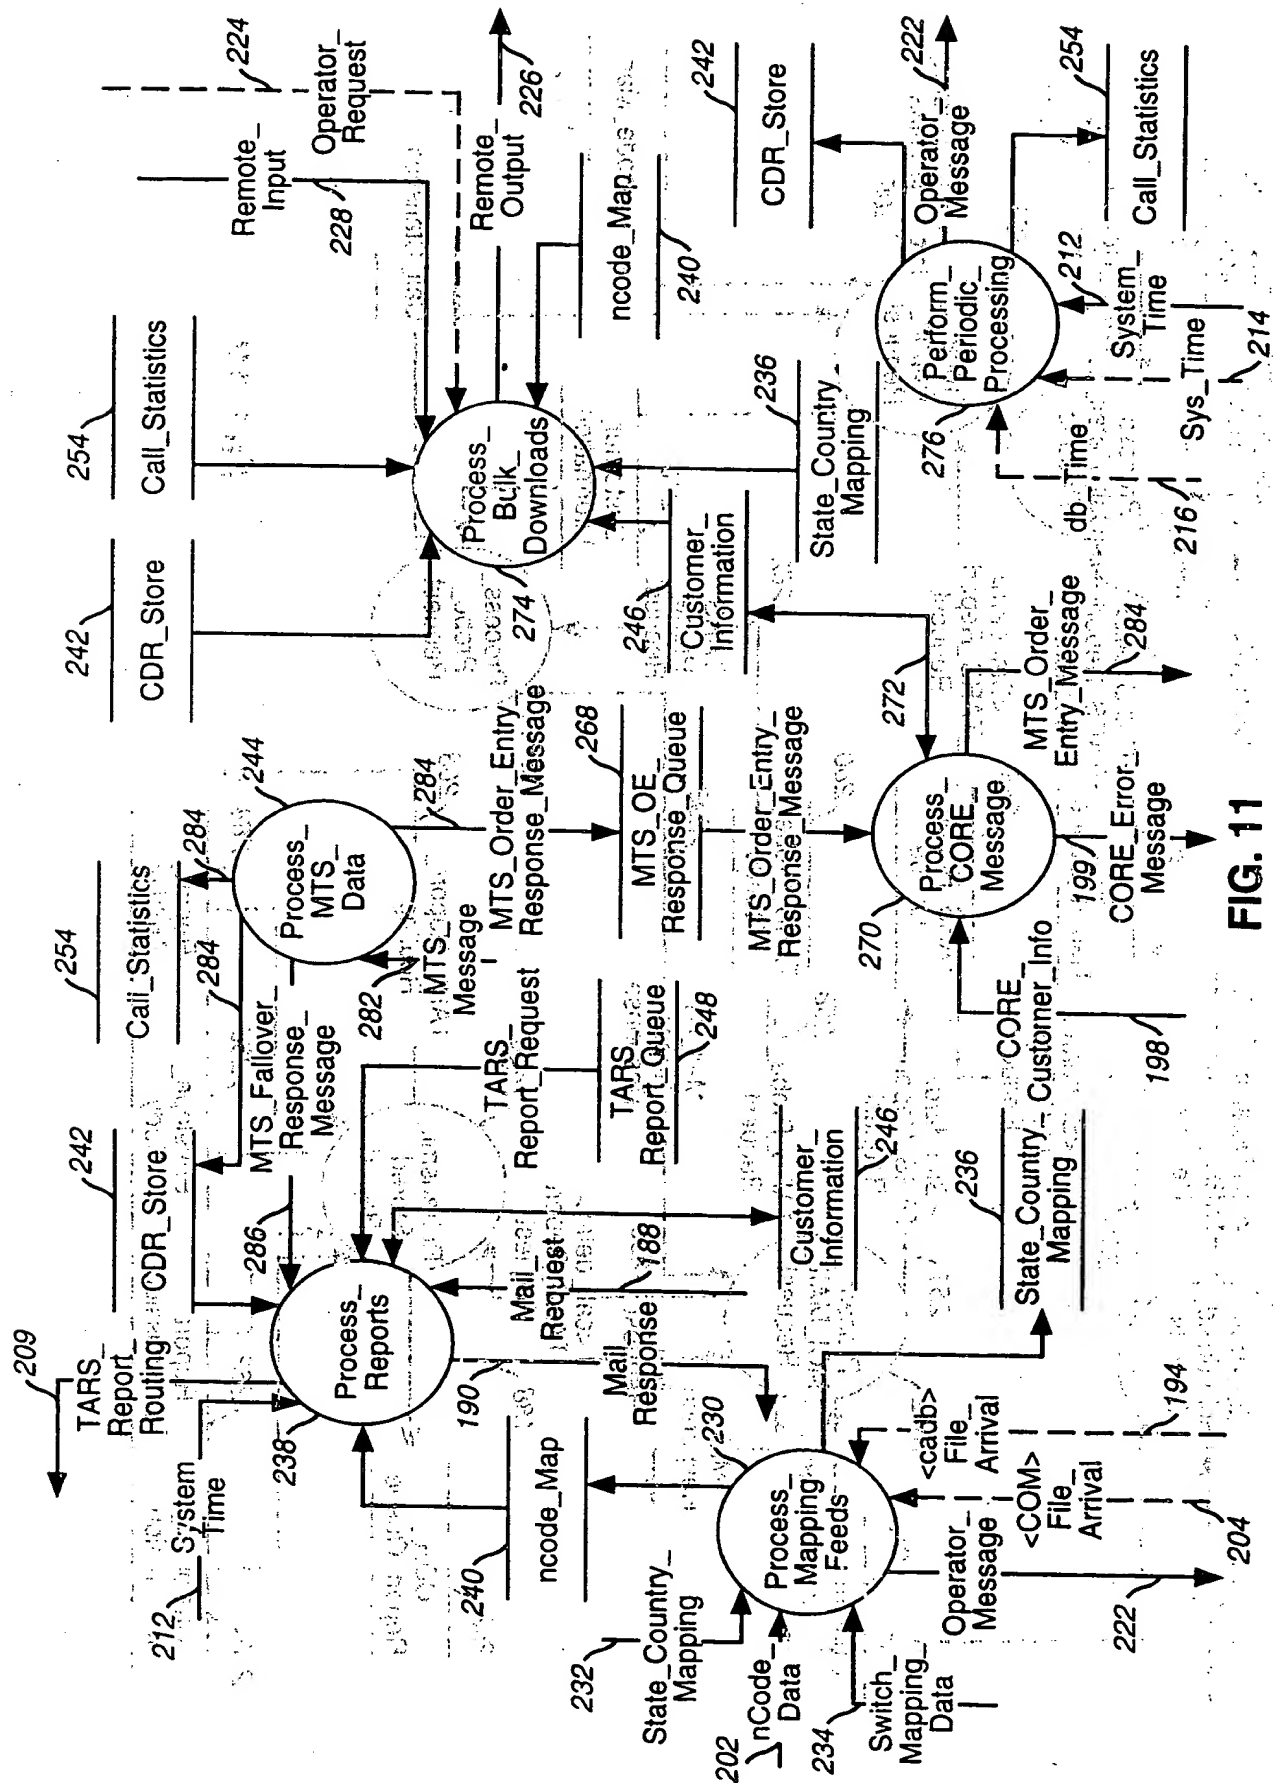 209
TARS_
Report_
Routing
212
System
Time
242
CDR_Store
254
Call_Statistics
284
284
244
Process_
MTS_
Data
286
MTS_Fallover_
Response_
Message
238
Process_
Reports
282
MTS_
Message
284
MTS_Order_Entry_
Response_Message
268
MTS_OE_
Response_Queue
MTS_Order_Entry_
Response_Message
TARS_
Report_Request
TARS_
Report_Queue
248
240
ncode_Map
190
Mail_
Response
Mail_
Request
188
Customer_
Information
246
232
State_Country_
Mapping
202
nCode_
Data
234
Switch_
Mapping_
Data
230
Process_
Mapping_
Feeds
Operator_
Message
222
<COM>
File_
Arrival
204
<cadb>
File_
Arrival
194
236
State_Country_
Mapping
CORE_
Customer_Info
198
270
Process_
CORE_
Message
199
CORE_Error_
Message
MTS_Order_
Entry_Message
284
272
246
Customer_
Information
242
CDR_Store
254
Call_Statistics
Remote_
Input
228
Operator_
Request
224
274
Process_
Bulk_
Downloads
Remote_
Output
226
ncode_Map
240
236
State_Country_
Mapping
242
CDR_Store
276
Perform_
Periodic_
Processing
Operator_
Message
222
254
Call_Statistics
db_Time
216
Sys_Time
214
System_
Time
212
FIG. 11